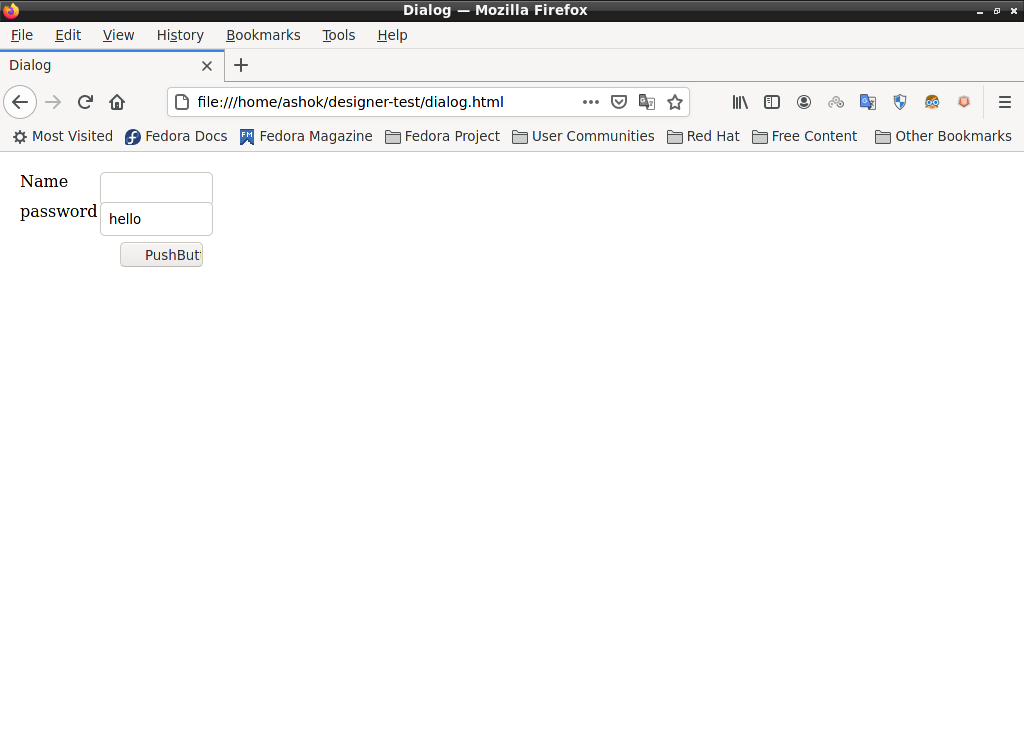 Dialog — Mozilla Firefox
File Edit View History Bookmarks Tools Help
Dialog
file:///home/ashok/designer-test/dialog.html
Most Visited Fedora Docs Fedora Magazine Fedora Project User Communities Red Hat Free Content Other Bookmarks
Name
password hello
PushBut